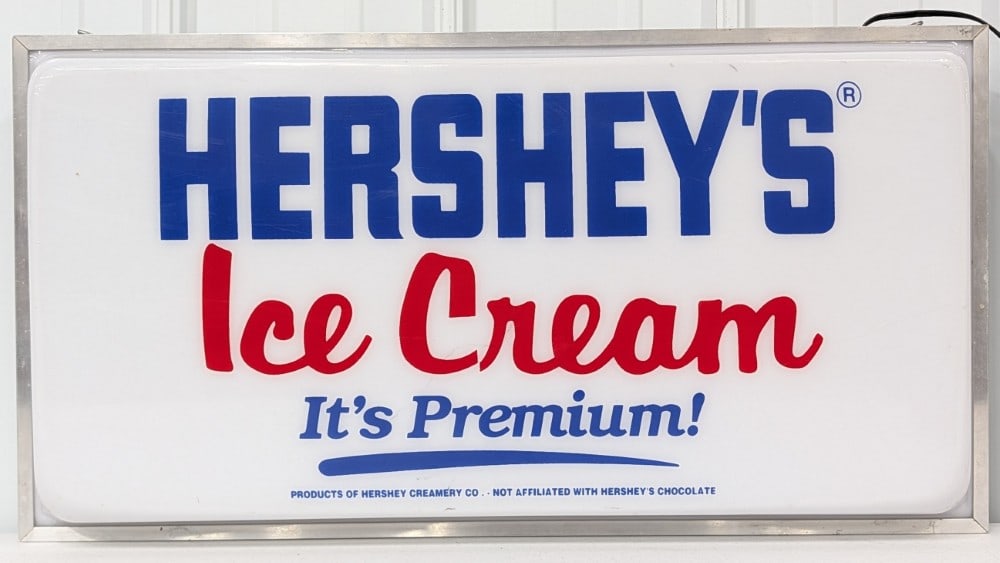 HERSHEY'S®
Ice Cream
It's Premium!
PRODUCTS OF HERSHEY CREAMERY CO. - NOT AFFILIATED WITH HERSHEY'S CHOCOLATE